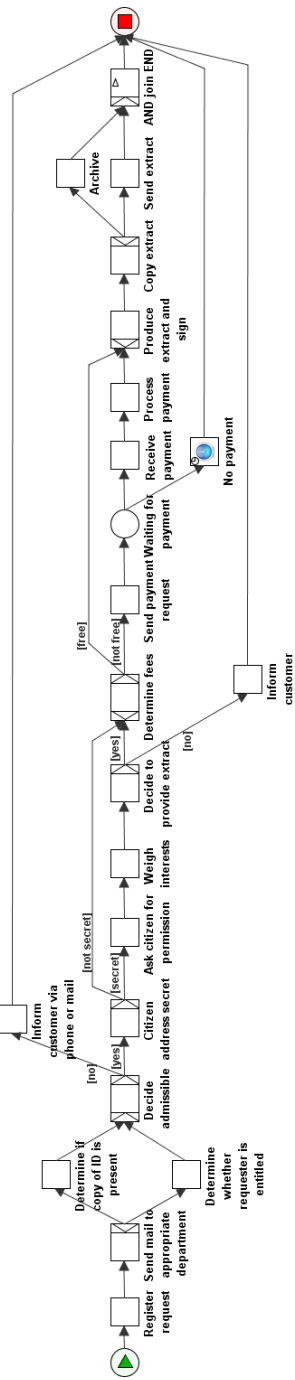 Register
request
Send mail to
appropriate
department
Determine if
copy of ID is
present
Determine
whether
requester is
entitled
Decide
admissible
[no]
[yes]
Inform
customer via
phone or mail
Citizen
address secret
[not secret]
[secret]
Ask citizen for
permission
Weigh
interests
Decide to
provide extract
[yes]
[no]
Inform
customer
Determine fees
[free]
[not free]
Send payment
request
Waiting for
payment
No payment
Receive
payment
Process
payment
Produce
extract and
sign
Copy extract
Archive
Send extract
AND join END